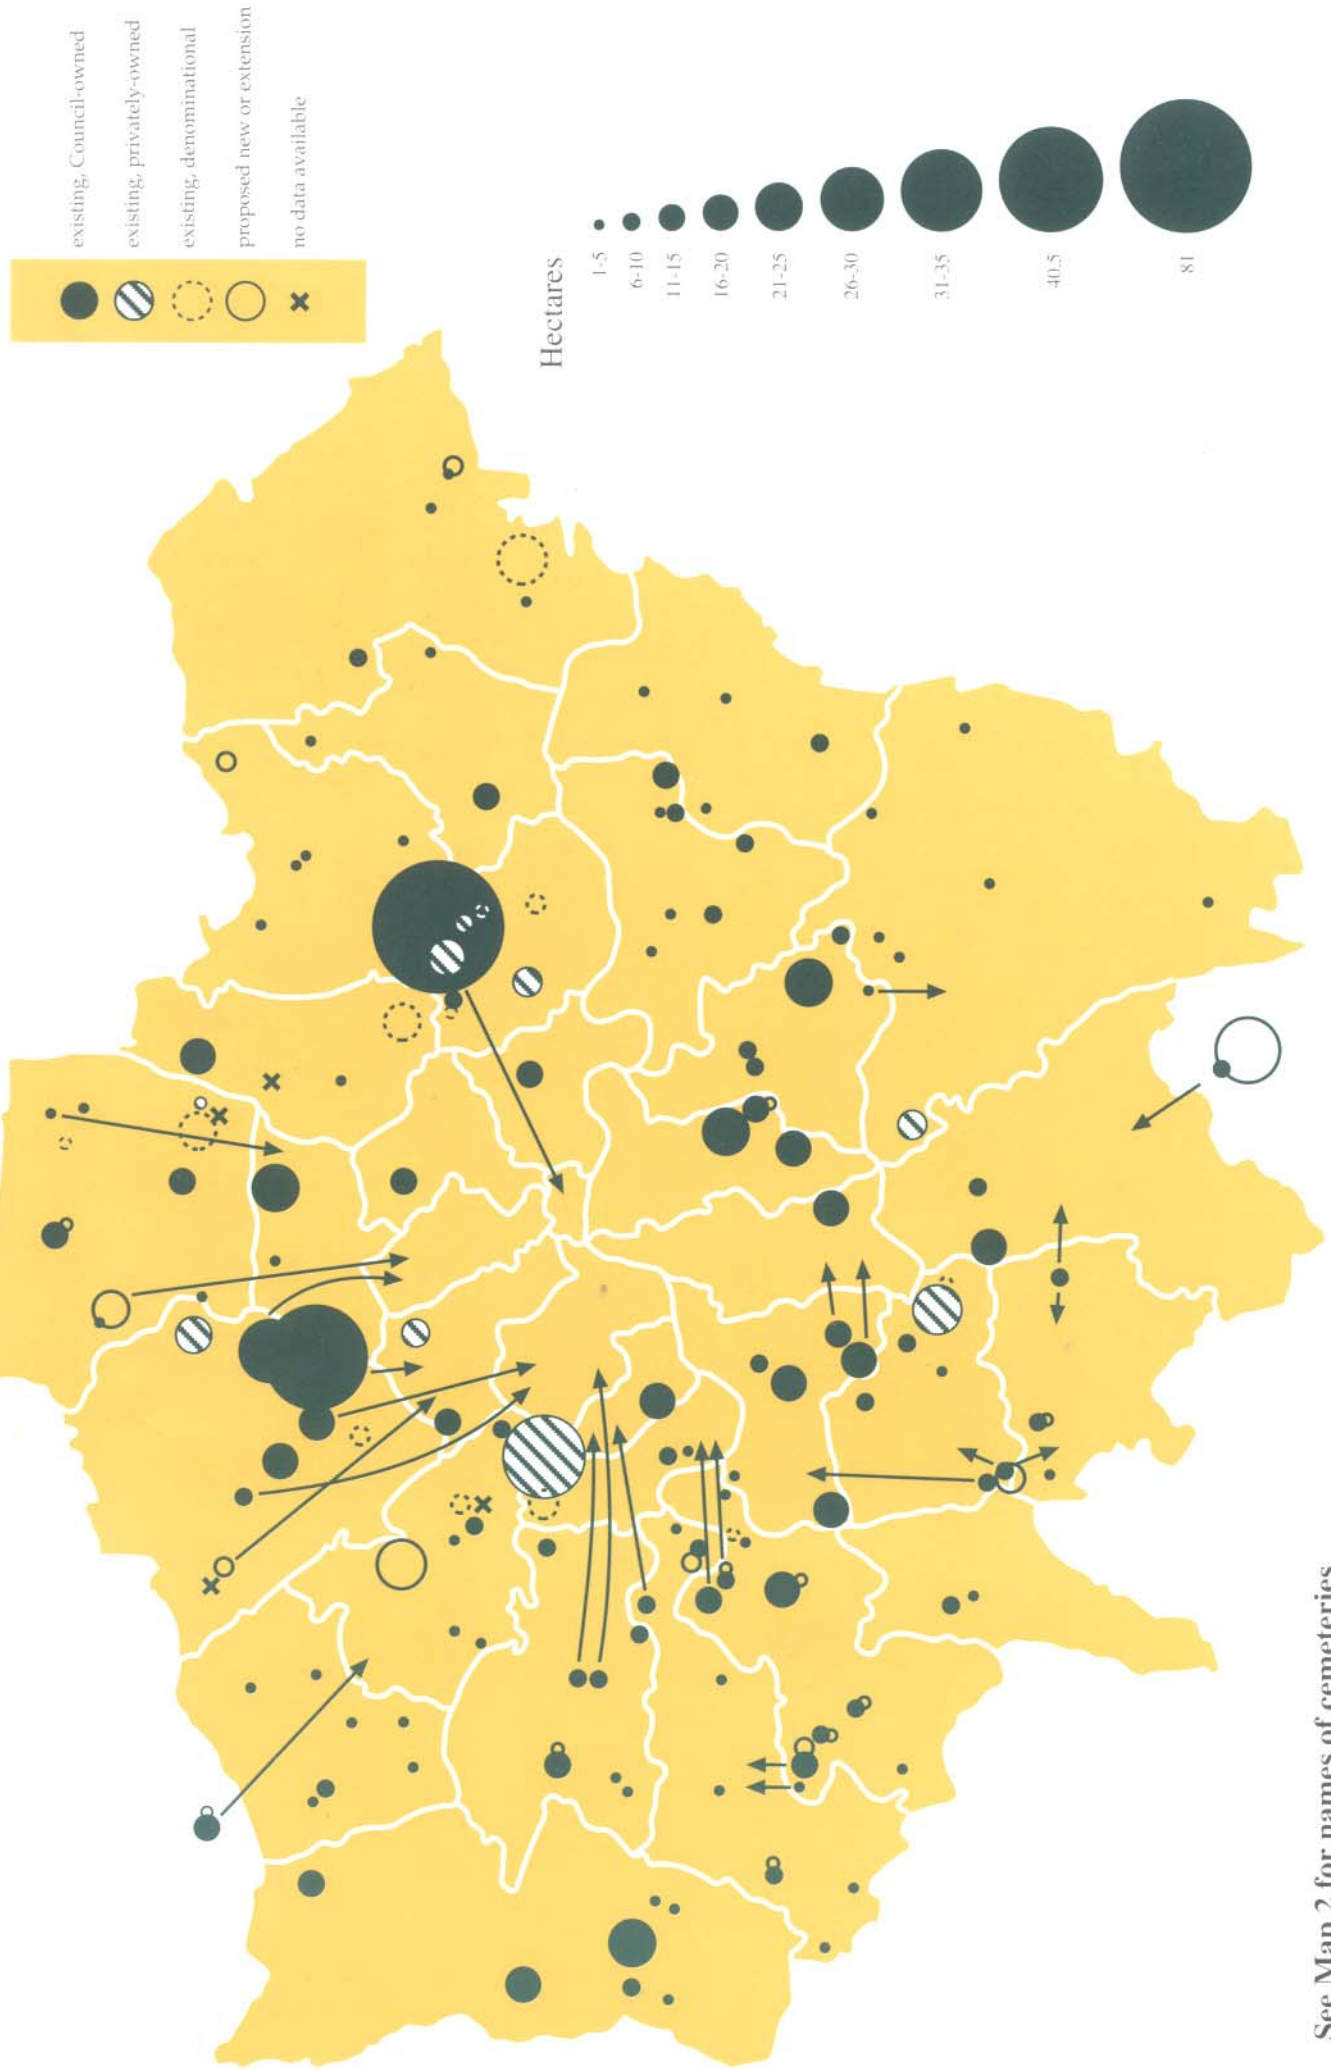 existing, Council-owned
existing, privately-owned
existing, denominational
proposed new or extension
no data available
Hectares
1-5
6-10
11-15
16-20
21-25
26-30
31-35
40.5
81
See Map 2 for names of cemeteries